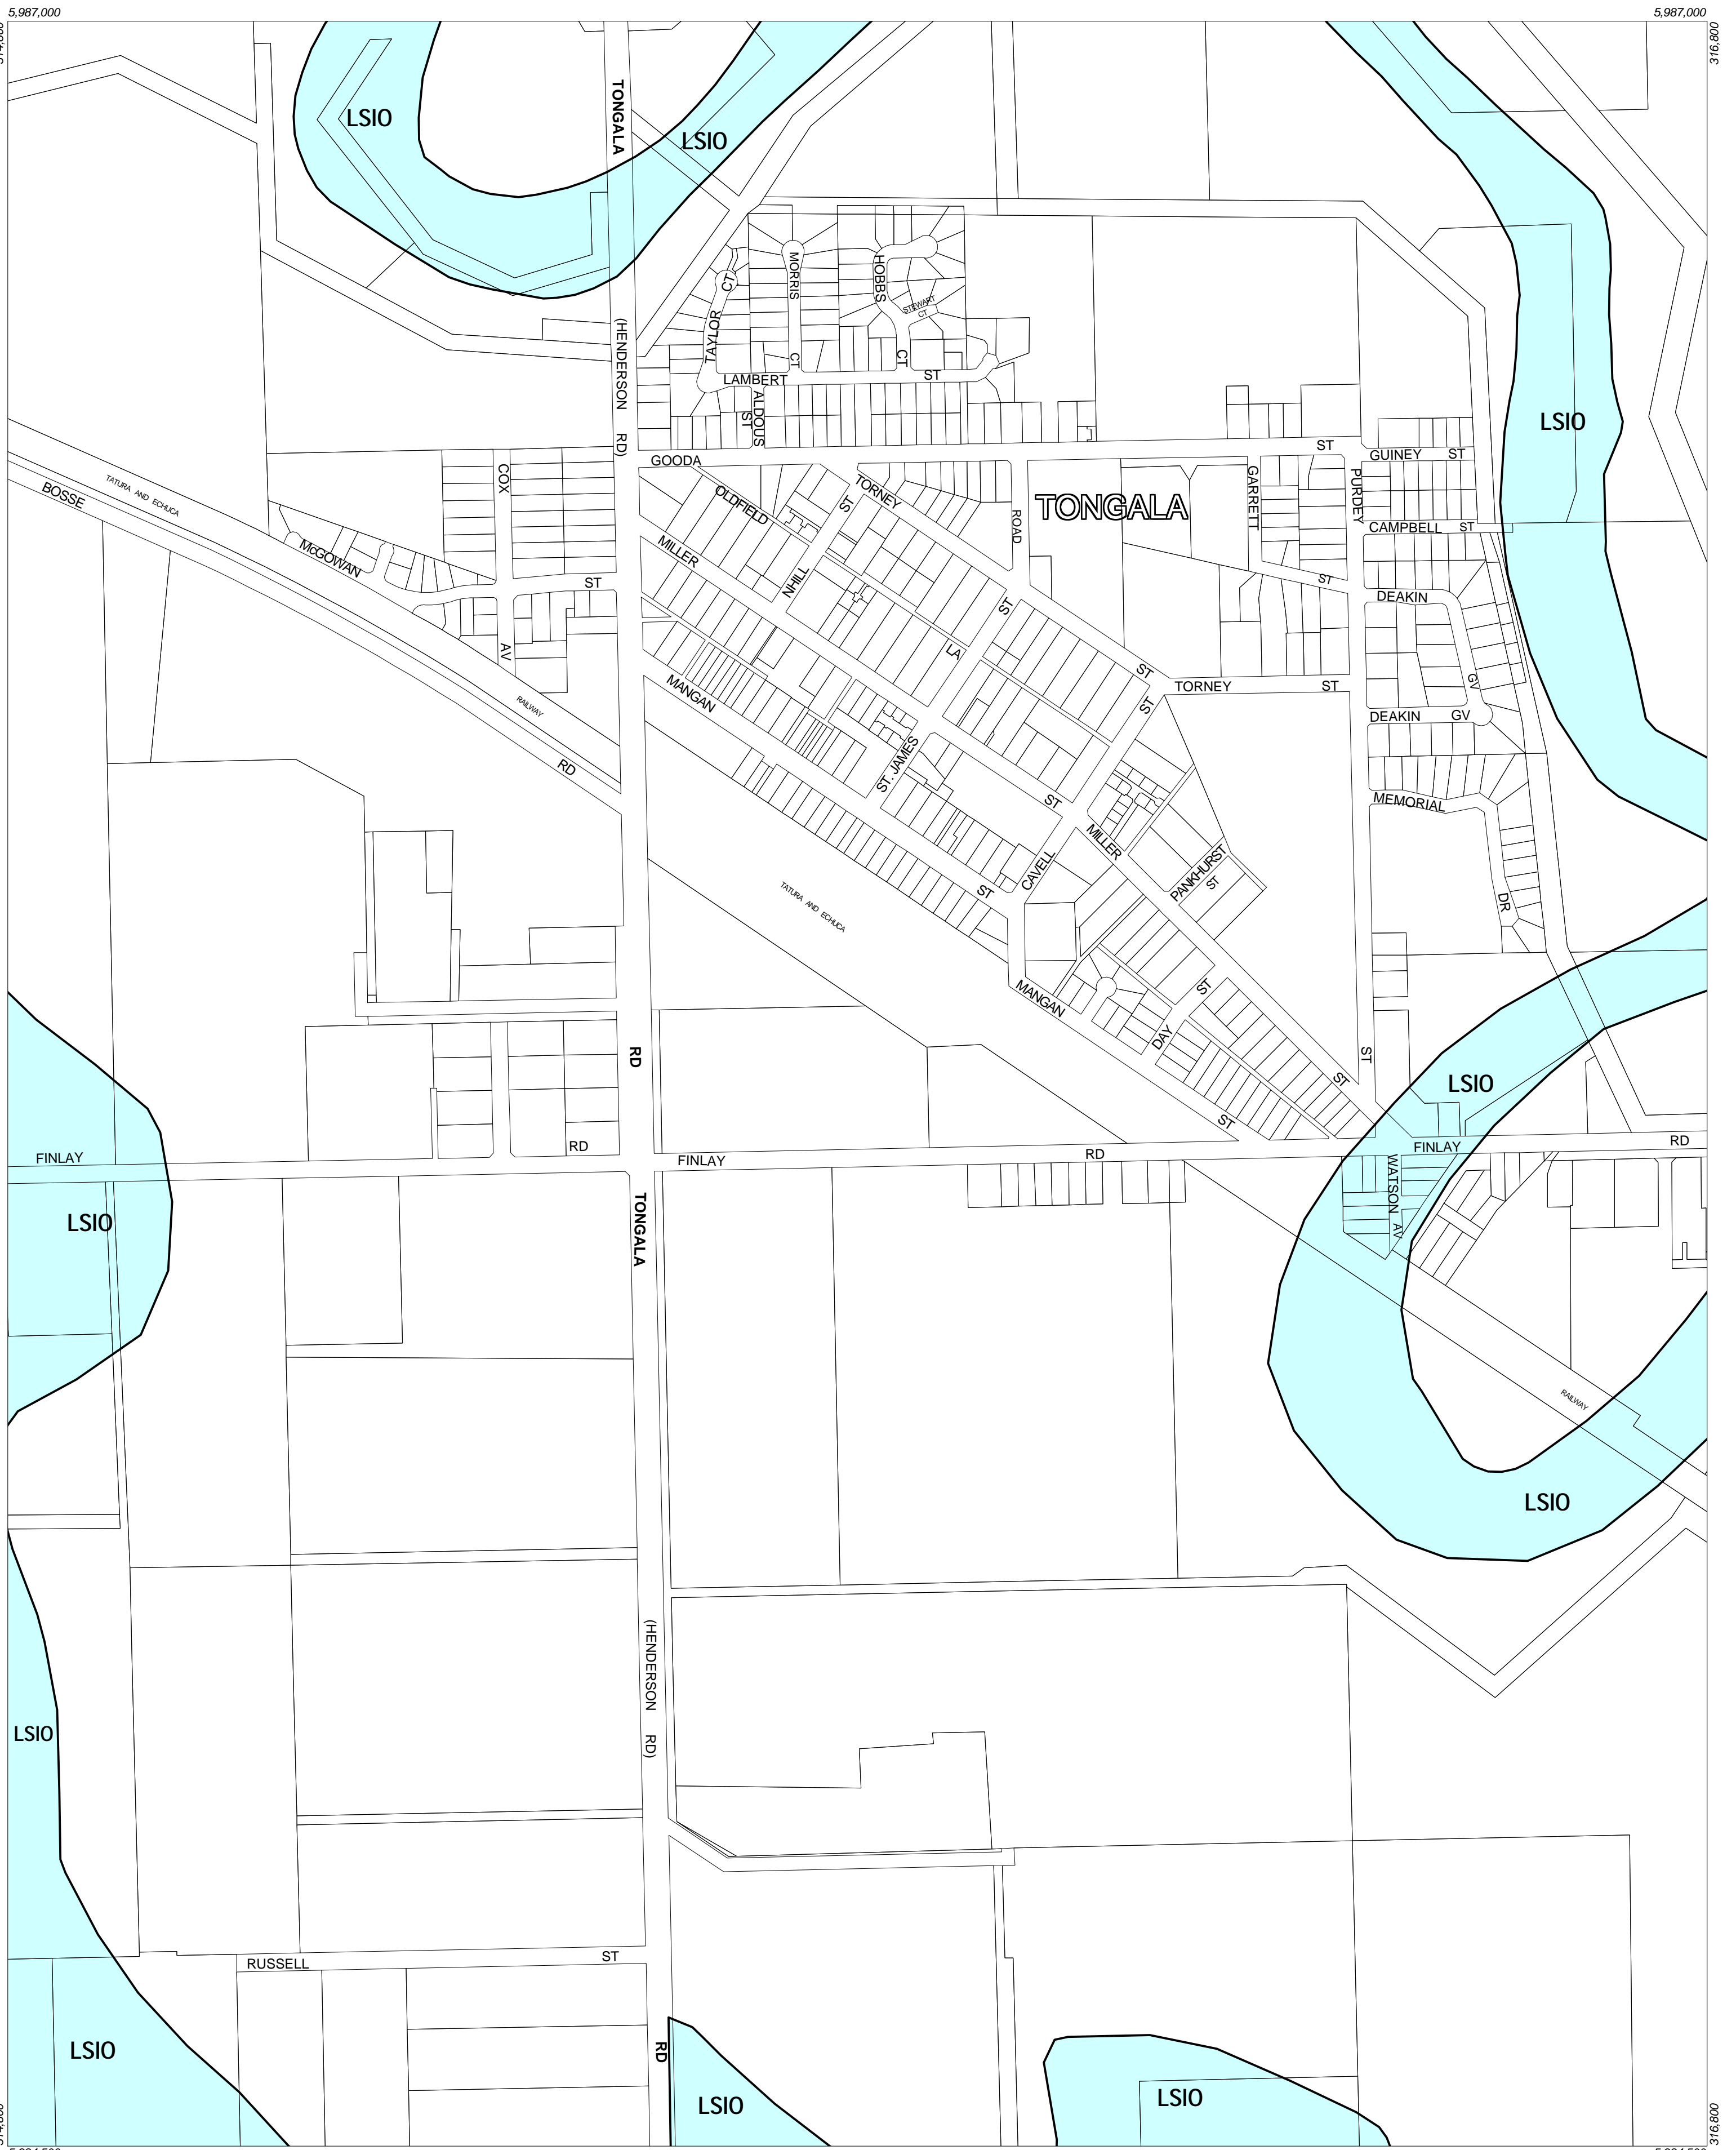 5,987,000
5,987,000
316,800
TONGALA
LSIO
LSIO
MORRIS
HOBBS
CT
STEWART
CT
TAYLOR
(HENDERSON RD)
CT
CT
LAMBERT ST
ALDOUS
ST
LSIO
GOODA ST
GUINEY ST
TATURA AND ECHUCA
BOSSE
COX
OLDFIELD
TORNEY
ST
TONGALA
GARRETT
PURDEY
ROAD
CAMPBELL ST
McGOWAN
MILLER
NHILL
ST
ST
ST
DEAKIN
AV
LA
MANGAN
RAILWAY
ST
TORNEY ST
GV
ST
DEAKIN GV
ST. JAMES
RD
ST
MEMORIAL
MILLER
CAVELL
PANKHURST
ST
ST
DR
TATURA AND ECHUCA
MANGAN
ST
DAY
RD
ST
ST
LSIO
ST
FINLAY
RD
FINLAY
RD
FINLAY
RD
WATSON AV
LSIO
TONGALA
RAILWAY
LSIO
(HENDERSON RD)
LSIO
RUSSELL ST
LSIO
RD
LSIO
LSIO
316,800